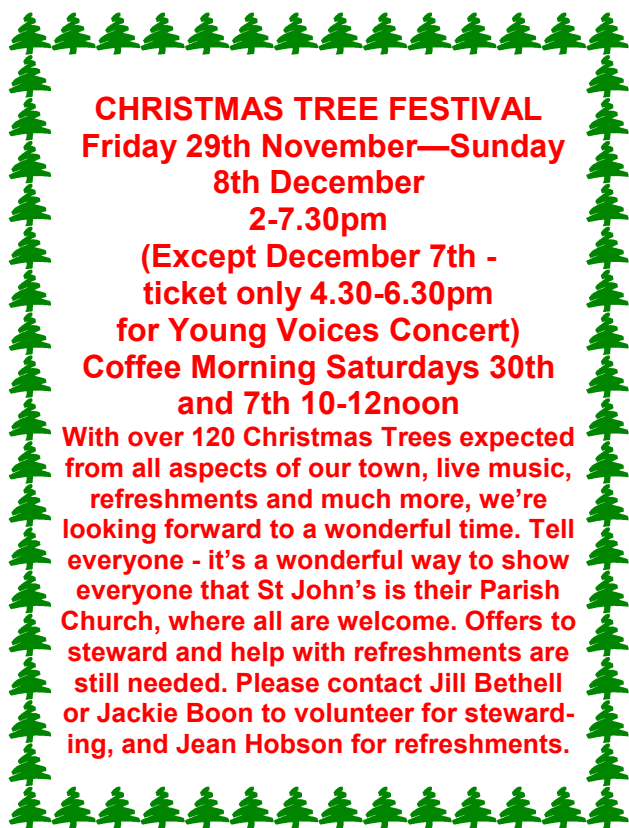 CHRISTMAS TREE FESTIVAL
Friday 29th November—Sunday
8th December
2-7.30pm
(Except December 7th -
ticket only 4.30-6.30pm
for Young Voices Concert)
Coffee Morning Saturdays 30th
and 7th 10-12noon
With over 120 Christmas Trees expected
from all aspects of our town, live music,
refreshments and much more, we’re
looking forward to a wonderful time. Tell
everyone - it’s a wonderful way to show
everyone that St John’s is their Parish
Church, where all are welcome. Offers to
steward and help with refreshments are
still needed. Please contact Jill Bethell
or Jackie Boon to volunteer for steward-
ing, and Jean Hobson for refreshments.